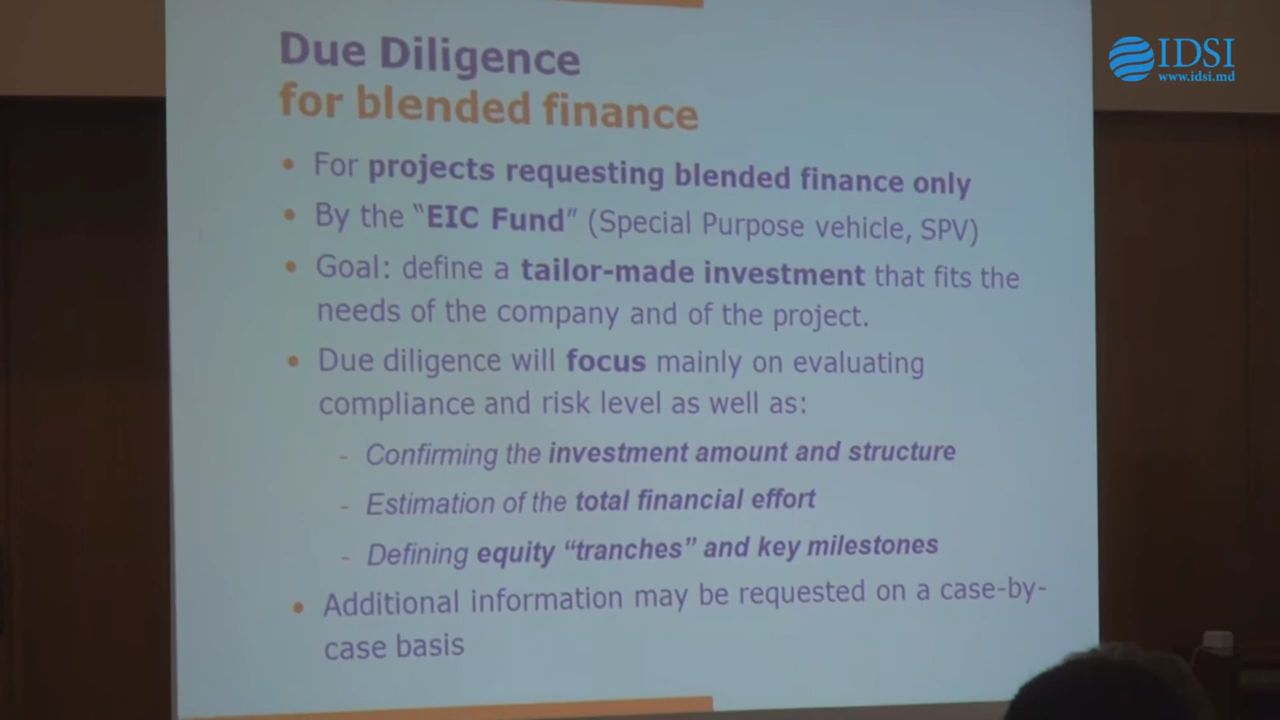 Due Diligence
for blended finance
• For projects requesting blended finance only
• By the “EIC Fund” (Special Purpose vehicle, SPV)
• Goal: define a tailor-made investment that fits the
needs of the company and of the project.
• Due diligence will focus mainly on evaluating
compliance and risk level as well as:
- Confirming the investment amount and structure
- Estimation of the total financial effort
- Defining equity “tranches” and key milestones
• Additional information may be requested on a case-by-
case basis
IDSI
www.idsi.md